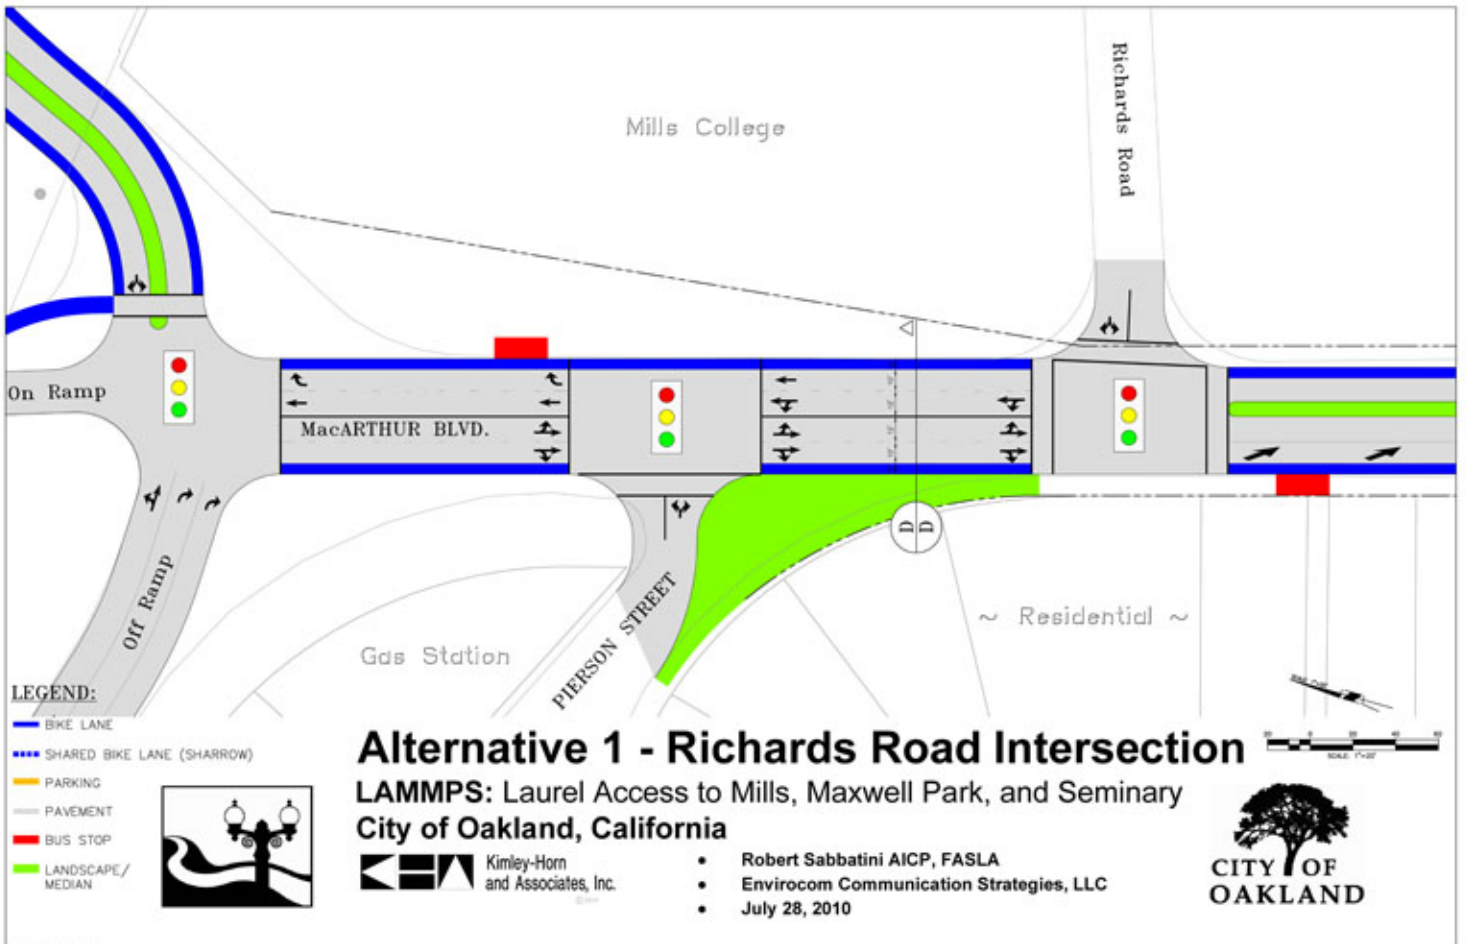 Richards Road
Mills College
On Ramp
MacARTHUR BLVD.
Off Ramp
PIERSON STREET
D D
Gas Station
~ Residential ~
LEGEND:
BIKE LANE
SHARED BIKE LANE (SHARROW)
PARKING
PAVEMENT
BUS STOP
LANDSCAPE/
MEDIAN
Alternative 1 - Richards Road Intersection
LAMMPS: Laurel Access to Mills, Maxwell Park, and Seminary
City of Oakland, California
Kimley-Horn
and Associates, Inc.
• Robert Sabbatini AICP, FASLA
• Envirocom Communication Strategies, LLC
• July 28, 2010
SCALE: 1"=20'
CITY OF
OAKLAND